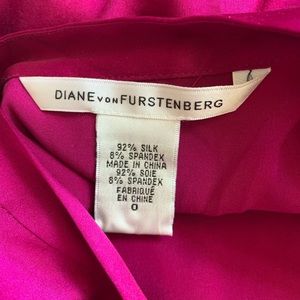 DIANE VON FURSTENBERG
92% SILK
8% SPANDEX
MADE IN CHINA
92% SOIE
8% SPANDEX
FABRIQUÉ
EN CHINE
0